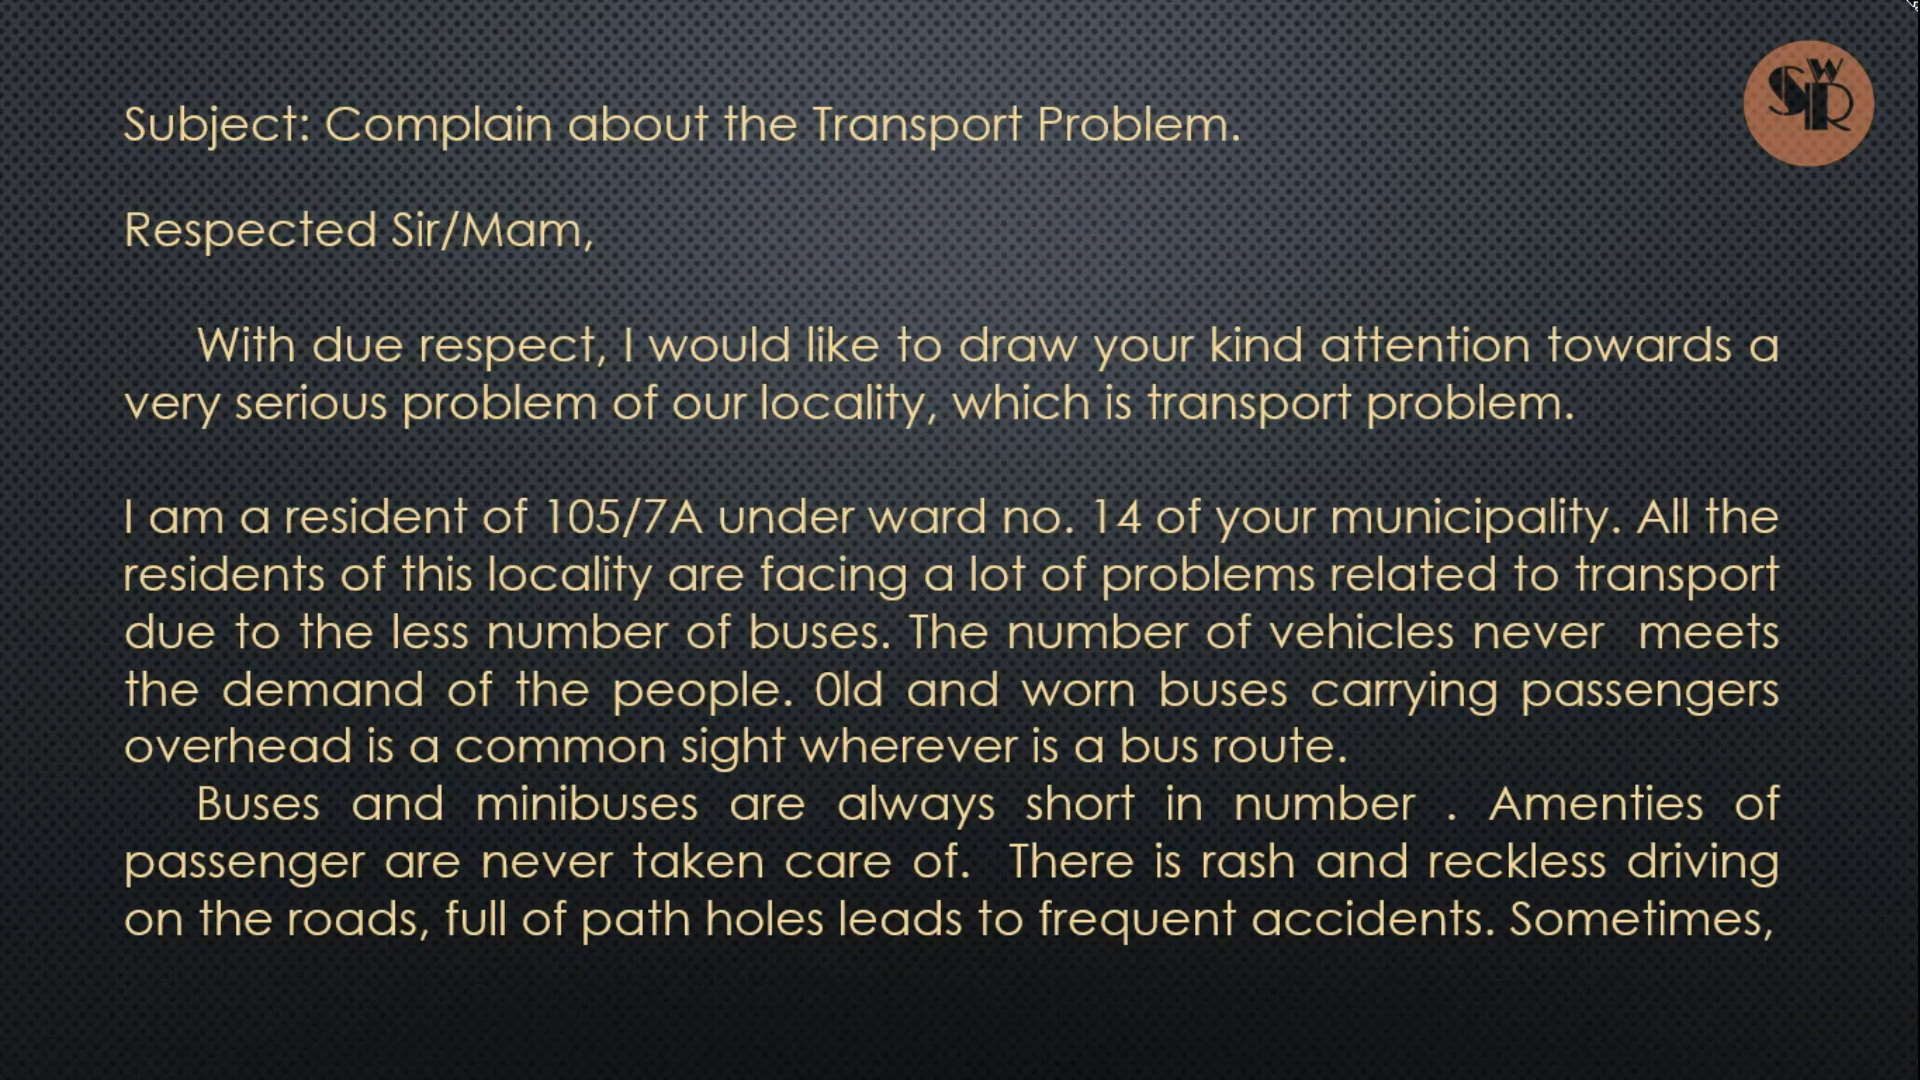 Subject: Complain about the Transport Problem.
Respected Sir/Mam,
With due respect, I would like to draw your kind attention towards a
very serious problem of our locality, which is transport problem.
I am a resident of 105/7A under ward no. 14 of your municipality. All the
residents of this locality are facing a lot of problems related to transport
due to the less number of buses. The number of vehicles never  meets
the demand of the people. 0ld and worn buses carrying passengers
overhead is a common sight wherever is a bus route.
Buses and minibuses are always short in number . Amenties of
passenger are never taken care of.  There is rash and reckless driving
on the roads, full of path holes leads to frequent accidents. Sometimes,
SWR